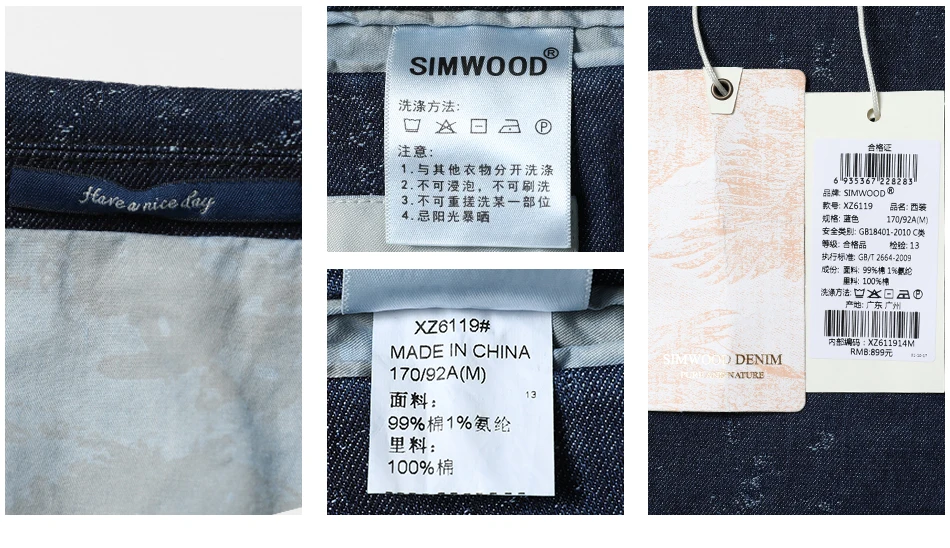 Have a nice day
SIMWOOD®
洗涤方法:
注意:
1.与其他衣物分开洗涤
2.不可浸泡，不可刷洗
3.不可重搓洗某一部位
4.忌阳光暴晒
XZ6119#
MADE IN CHINA
170/92A(M)
面料:
13
99%棉1%氨纶
里料:
100%棉
SIMWOOD DENIM
合格证
6 935367 228283
品牌: SIMWOOD®
款号: XZ6119 品名: 西装
规格: 蓝色 170/92A(M)
安全类别: GB18401-2010 C类
等级: 合格品 检验: 13
执行标准: GB/T 2664-2009
成份: 面料: 99%棉 1%氨纶
里料: 100%棉
洗涤方法:
产地: 广东 广州
内部编码: XZ611914M
RMB:899元